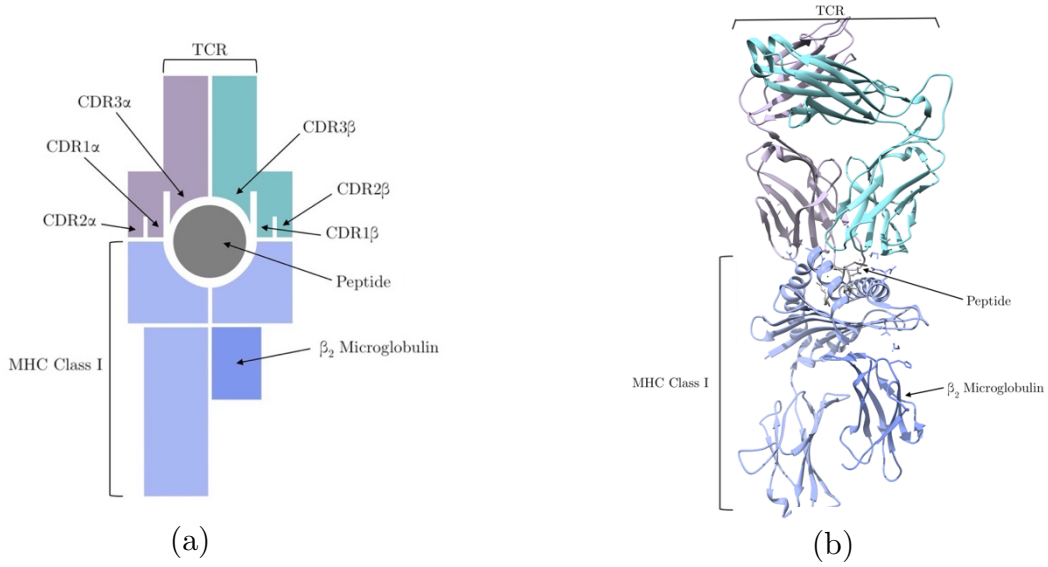 TCR
CDR3α
CDR3β
CDR1α
CDR2β
CDR2α
CDR1β
Peptide
MHC Class I
β₂ Microglobulin
(a)
TCR
Peptide
MHC Class I
β₂ Microglobulin
(b)